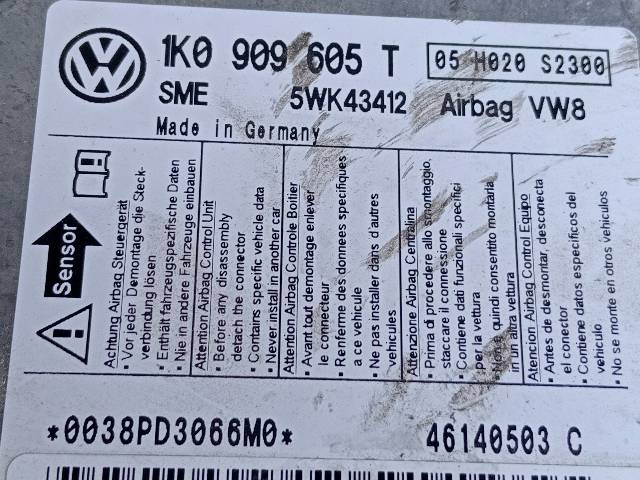 1K0 909 605 T
05 H020 S2300
SME 5WK43412 Airbag VW8
Made in Germany
Sensor
Achtung Airbag Steuergerät
• Vor jeder Demontage die Steck-
verbindung lösen
• Enthält fahrzeugspezifische Daten
• Nie in andere Fahrzeuge einbauen
Attention Airbag Control Unit
• Before any disassembly
detach the connector
• Contains specific vehicle data
• Never install in another car
Attention Airbag Controle Boitier
• Avant tout demontage enlever
le connecteur
• Renferme des donnees specifiques
a ce vehicule
• Ne pas installer dans d'autres
vehicules
Attenzione Airbag Centralina
• Prima di procedere allo smontaggio,
staccare il connessione
• Contiene dati funzionali specifici
per la vettura
• Non e quindi consentito montarla
in un'altra vettura
Atencion Airbag Control Equipo
• Antes de desmontar, desconecta
el conector
• Contiene datos especificos del
vehiculo
• No se monte en otros vehiculos
*0038PD3066M0* 46140503 C